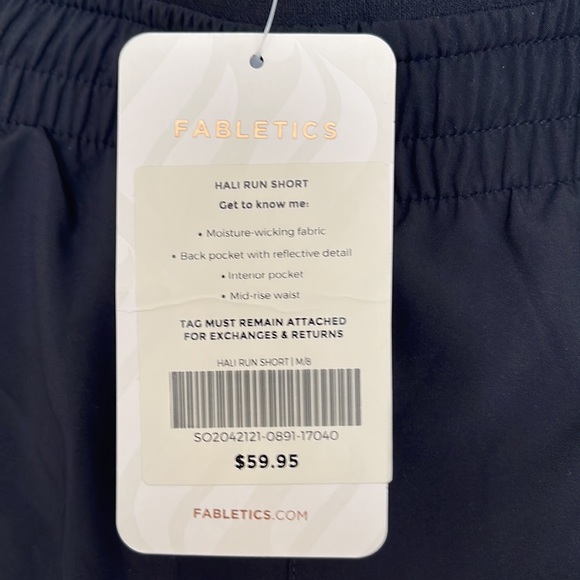 FABLETICS
HALI RUN SHORT
Get to know me:
• Moisture-wicking fabric
• Back pocket with reflective detail
• Interior pocket
• Mid-rise waist
TAG MUST REMAIN ATTACHED
FOR EXCHANGES & RETURNS
HALI RUN SHORT | M/8
SO2042121-0891-17040
$59.95
FABLETICS.COM